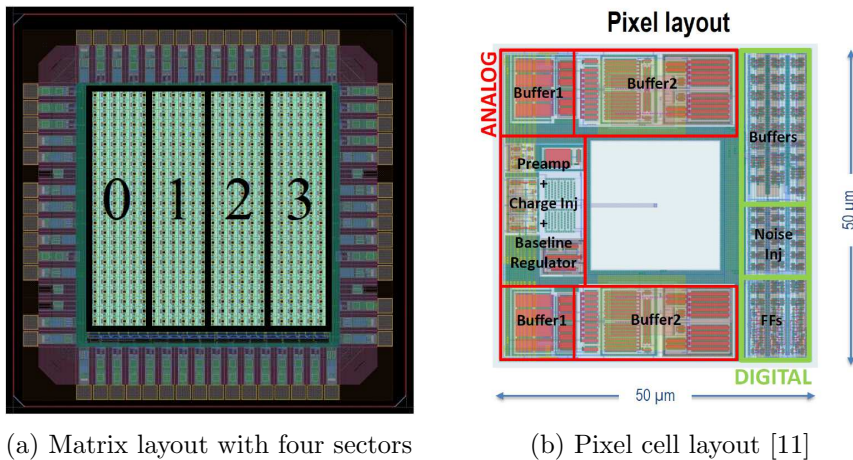 0 1 2 3
(a) Matrix layout with four sectors
Pixel layout
ANALOG
Buffer1
Buffer2
Buffers
Preamp
+
Charge Inj
+
Baseline
Regulator
Noise
Inj
Buffer1
Buffer2
FFs
DIGITAL
50 µm
50 µm
(b) Pixel cell layout [11]